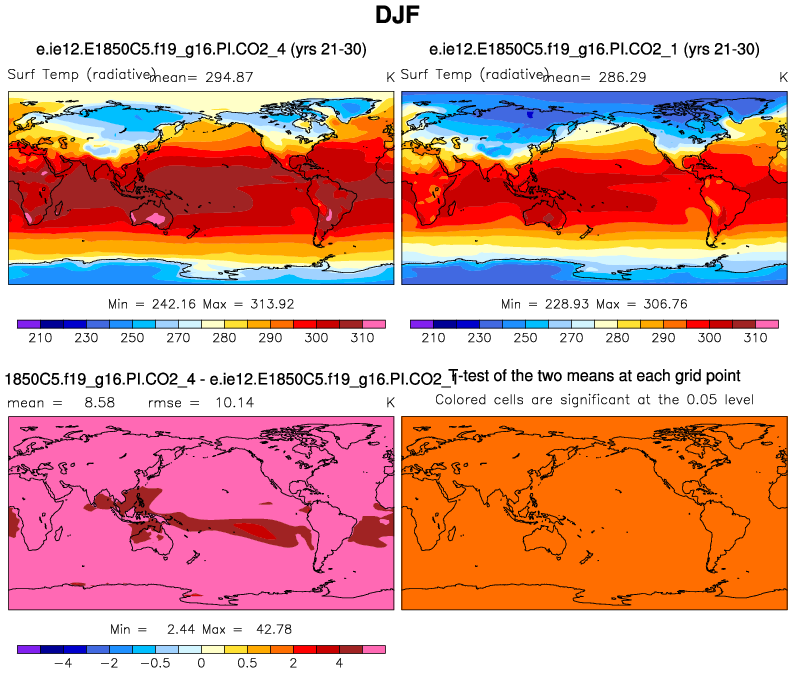 DJF
e.ie12.E1850C5.f19_g16.PI.CO2_4 (yrs 21-30)
Surf Temp (radiative) mean= 294.87 K
Min = 242.16 Max = 313.92
210 230 250 270 290 300 310
e.ie12.E1850C5.f19_g16.PI.CO2_1 (yrs 21-30)
Surf Temp (radiative) mean= 286.29 K
Min = 228.93 Max = 306.76
210 230 250 270 280 290 300 310
1850C5.f19_g16.PI.CO2_4 - e.ie12.E1850C5.f19_g16.PI.CO2_1
mean = 8.58 rmse = 10.14 K
Min = 2.44 Max = 42.78
-4 -2 -0.5 0 0.5 2 4
T-test of the two means at each grid point
Colored cells are significant at the 0.05 level